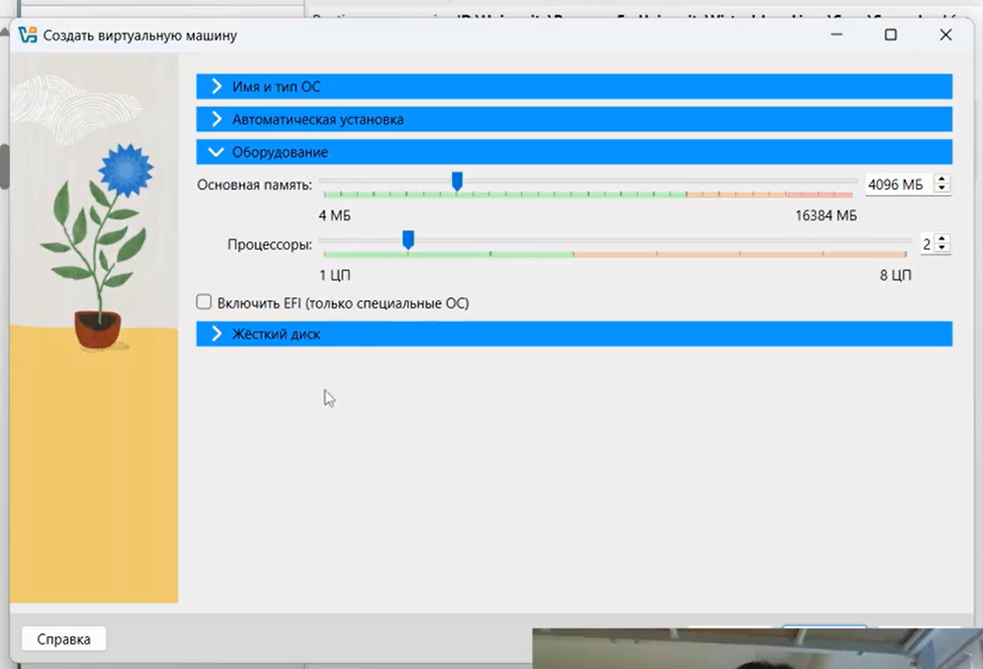 Создать виртуальную машину
Имя и тип ОС
Автоматическая установка
Оборудование
Основная память:
4096 МБ
4 МБ
16384 МБ
Процессоры:
2
1 ЦП
8 ЦП
Включить EFI (только специальные ОС)
Жёсткий диск
Справка